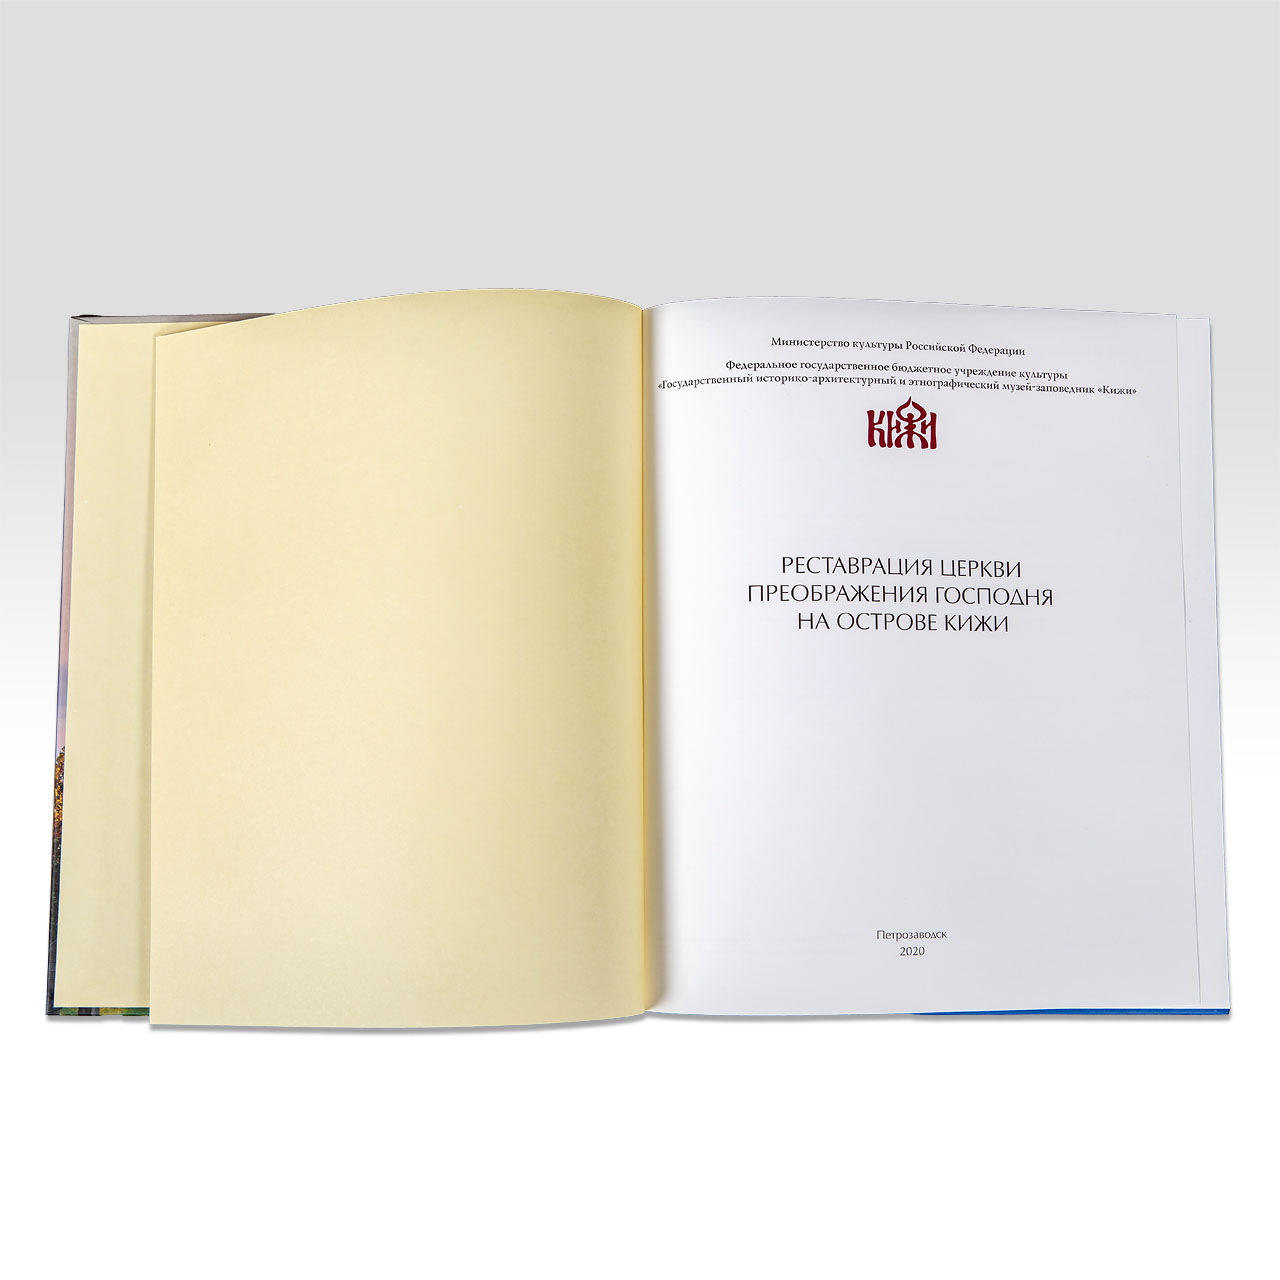 Министерство культуры Российской Федерации
Федеральное государственное бюджетное учреждение культуры
«Государственный историко-архитектурный и этнографический музей-заповедник «Кижи»
КИЖИ
РЕСТАВРАЦИЯ ЦЕРКВИ
ПРЕОБРАЖЕНИЯ ГОСПОДНЯ
НА ОСТРОВЕ КИЖИ
Петрозаводск
2020